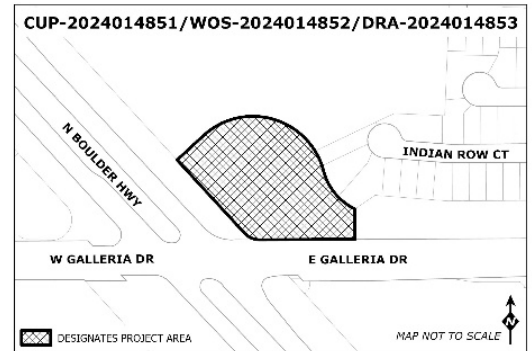 CUP-2024014851/WOS-2024014852/DRA-2024014853
N BOULDER HWY
INDIAN ROW CT
W GALLERIA DR
E GALLERIA DR
DESIGNATES PROJECT AREA
MAP NOT TO SCALE
N